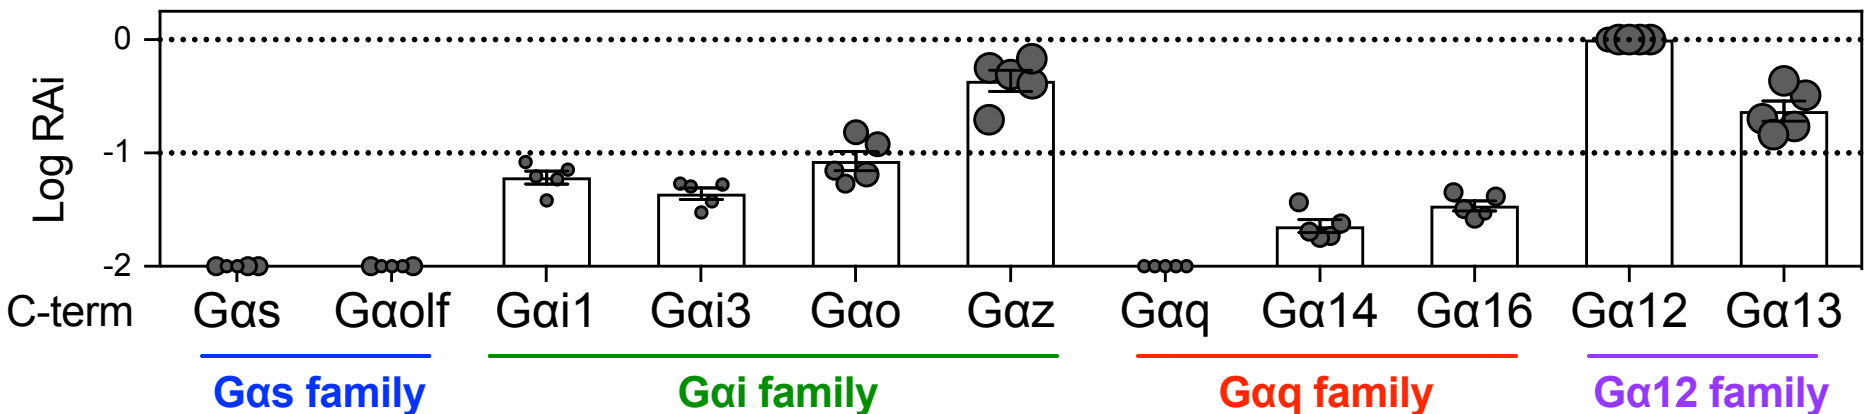 Log RAi
0
-1
-2
C-term Gαs Gαolf Gαi1 Gαi3 Gαo Gαz Gαq Gα14 Gα16 Gα12 Gα13
Gαs family Gαi family Gαq family Gα12 family